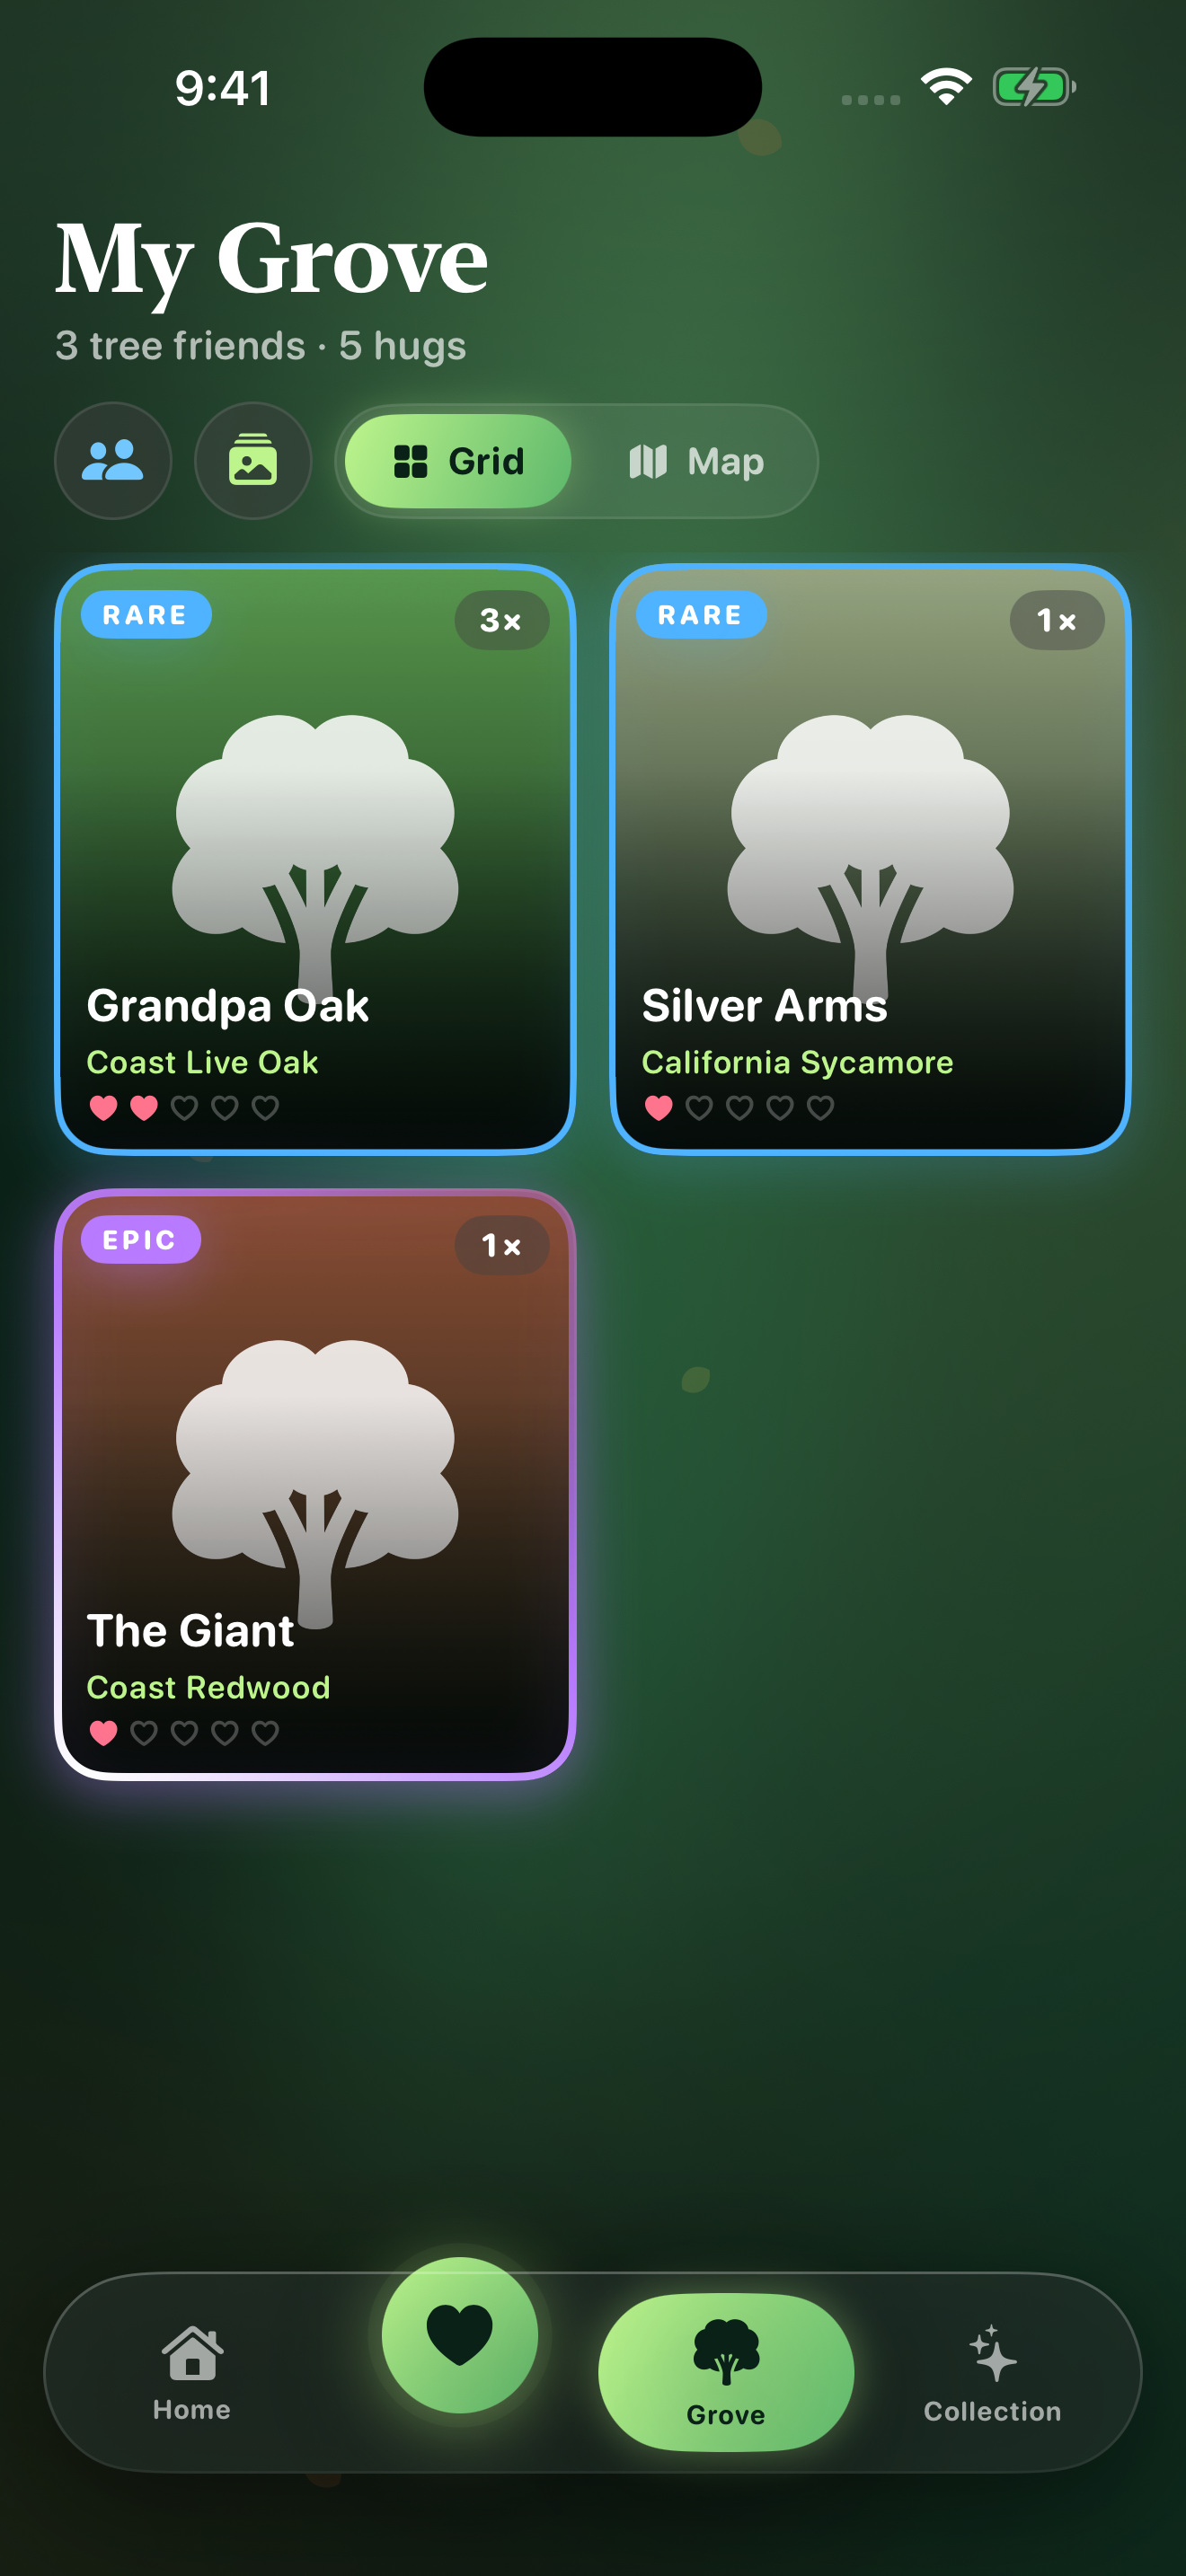 9:41
My Grove
3 tree friends · 5 hugs
Grid
Map
RARE
3×
Grandpa Oak
Coast Live Oak
RARE
1×
Silver Arms
California Sycamore
EPIC
1×
The Giant
Coast Redwood
Home
Grove
Collection